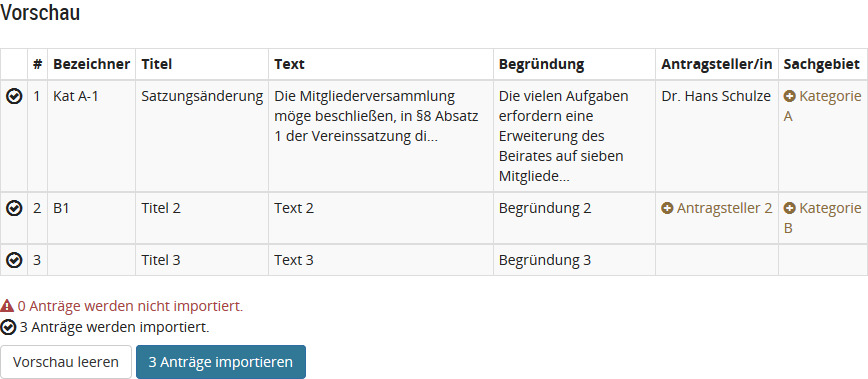 Vorschau
# Bezeichner Titel Text Begründung Antragsteller/in Sachgebiet
1 Kat A-1 Satzungsänderung Die Mitgliederversammlung Die vielen Aufgaben Dr. Hans Schulze Kategorie
möge beschließen, in §8 Absatz erfordern eine A
1 der Vereinssatzung di... Erweiterung des
Beirates auf sieben
Mitgliede...
2 B1 Titel 2 Text 2 Begründung 2 Antragsteller 2 Kategorie
B
3 Titel 3 Text 3 Begründung 3
0 Anträge werden nicht importiert.
3 Anträge werden importiert.
Vorschau leeren 3 Anträge importieren